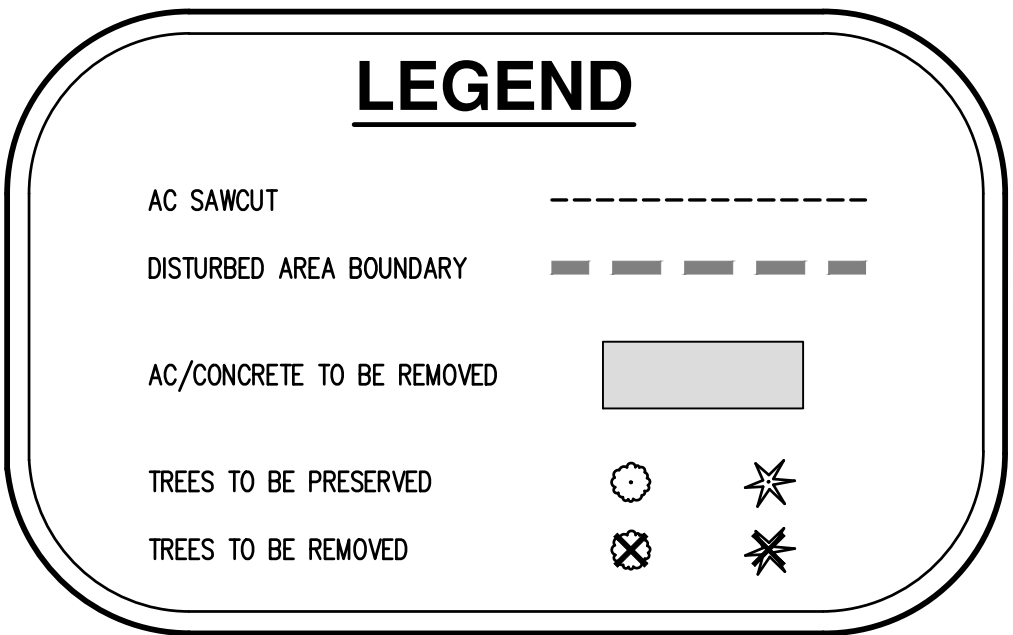 LEGEND
AC SAWCUT
DISTURBED AREA BOUNDARY
AC/CONCRETE TO BE REMOVED
TREES TO BE PRESERVED
TREES TO BE REMOVED